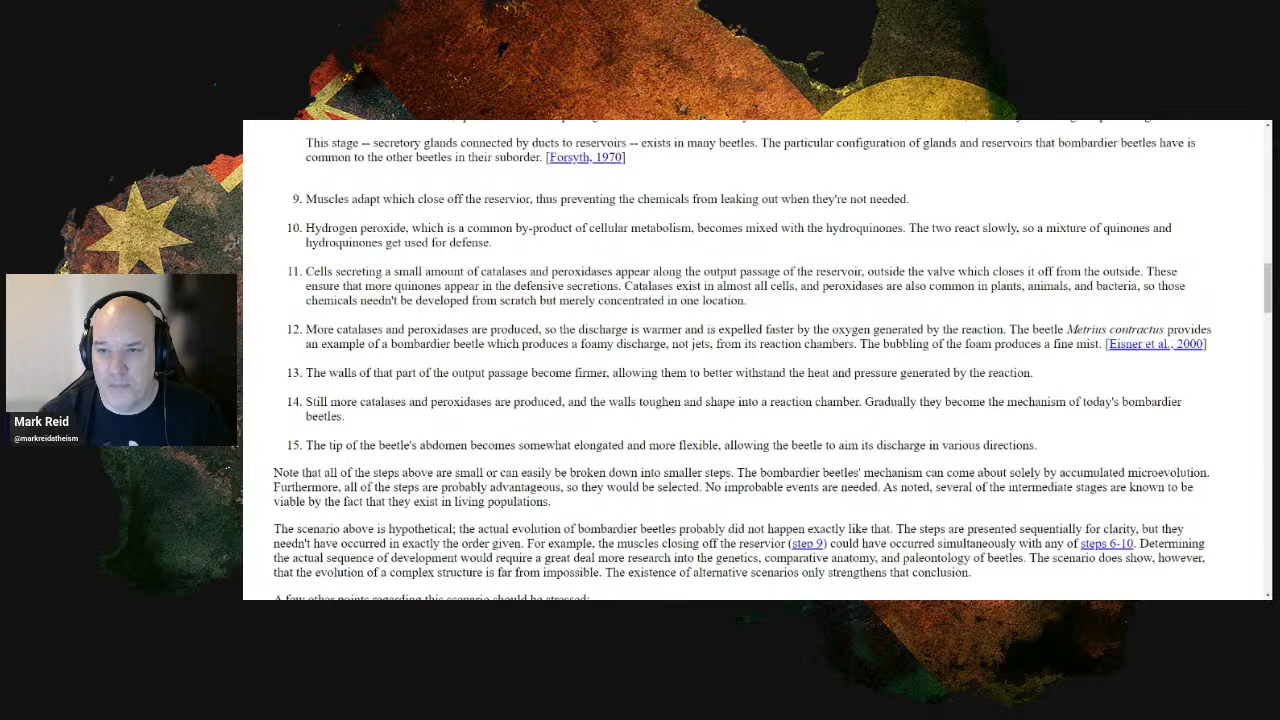 This stage -- secretory glands connected by ducts to reservoirs -- exists in many beetles. The particular configuration of glands and reservoirs that bombardier beetles have is
common to the other beetles in their suborder. [Forsyth, 1970]
9. Muscles adapt which close off the reservior, thus preventing the chemicals from leaking out when they're not needed.
10. Hydrogen peroxide, which is a common by-product of cellular metabolism, becomes mixed with the hydroquinones. The two react slowly, so a mixture of quinones and
hydroquinones get used for defense.
11. Cells secreting a small amount of catalases and peroxidases appear along the output passage of the reservoir, outside the valve which closes it off from the outside. These
ensure that more quinones appear in the defensive secretions. Catalases exist in almost all cells, and peroxidases are also common in plants, animals, and bacteria, so those
chemicals needn't be developed from scratch but merely concentrated in one location.
12. More catalases and peroxidases are produced, so the discharge is warmer and is expelled faster by the oxygen generated by the reaction. The beetle Metrius contractus provides
an example of a bombardier beetle which produces a foamy discharge, not jets, from its reaction chambers. The bubbling of the foam produces a fine mist. [Eisner et al., 2000]
13. The walls of that part of the output passage become firmer, allowing them to better withstand the heat and pressure generated by the reaction.
14. Still more catalases and peroxidases are produced, and the walls toughen and shape into a reaction chamber. Gradually they become the mechanism of today's bombardier
beetles.
15. The tip of the beetle's abdomen becomes somewhat elongated and more flexible, allowing the beetle to aim its discharge in various directions.
Note that all of the steps above are small or can easily be broken down into smaller steps. The bombardier beetles' mechanism can come about solely by accumulated microevolution.
Furthermore, all of the steps are probably advantageous, so they would be selected. No improbable events are needed. As noted, several of the intermediate stages are known to be
viable by the fact that they exist in living populations.
The scenario above is hypothetical; the actual evolution of bombardier beetles probably did not happen exactly like that. The steps are presented sequentially for clarity, but they
needn't have occurred in exactly the order given. For example, the muscles closing off the reservior (step 9) could have occurred simultaneously with any of steps 6-10. Determining
the actual sequence of development would require a great deal more research into the genetics, comparative anatomy, and paleontology of beetles. The scenario does show, however,
that the evolution of a complex structure is far from impossible. The existence of alternative scenarios only strengthens that conclusion.
A few other points regarding this scenario should be stressed:
Mark Reid
@markreidatheism